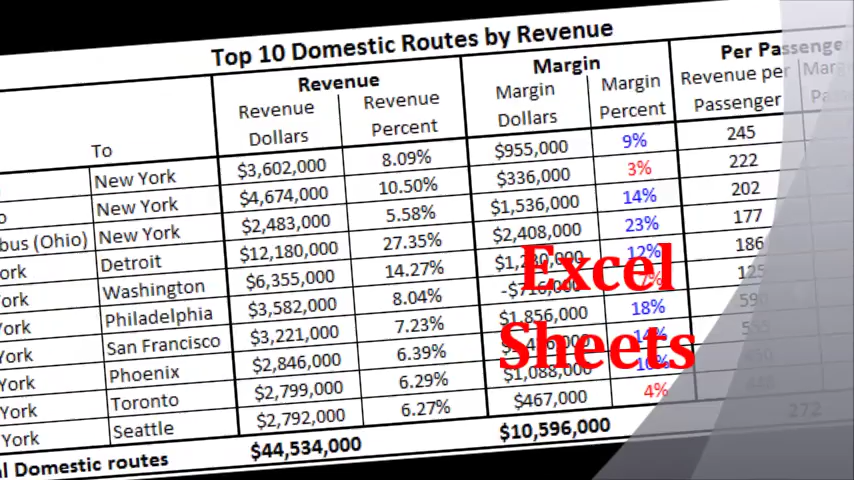 Top 10 Domestic Routes by Revenue
Revenue Margin Per Passenger
To Revenue Dollars Revenue Percent Margin Dollars Margin Percent Revenue per Passenger
New York $3,602,000 8.09% $955,000 9% 245
New York $4,674,000 10.50% $336,000 3% 222
bus (Ohio) New York $2,483,000 5.58% $1,536,000 14% 202
ork Detroit $12,180,000 27.35% $2,408,000 23% 177
ork Washington $6,355,000 14.27% 12% 186
ork Philadelphia $3,582,000 8.04% -$716,000
York San Francisco $3,221,000 7.23% $1,856,000 18%
York Phoenix $2,846,000 6.39% 14%
York Toronto $2,799,000 6.29% $1,088,000 10%
York Seattle $2,792,000 6.27% $467,000 4%
l Domestic routes $44,534,000 $10,596,000 272
Excel
Sheets